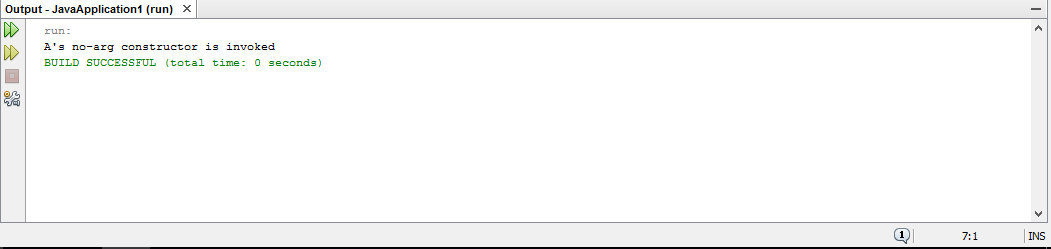 Output - JavaApplication1 (run)
run:
A's no-arg constructor is invoked
BUILD SUCCESSFUL (total time: 0 seconds)
1 7:1 INS